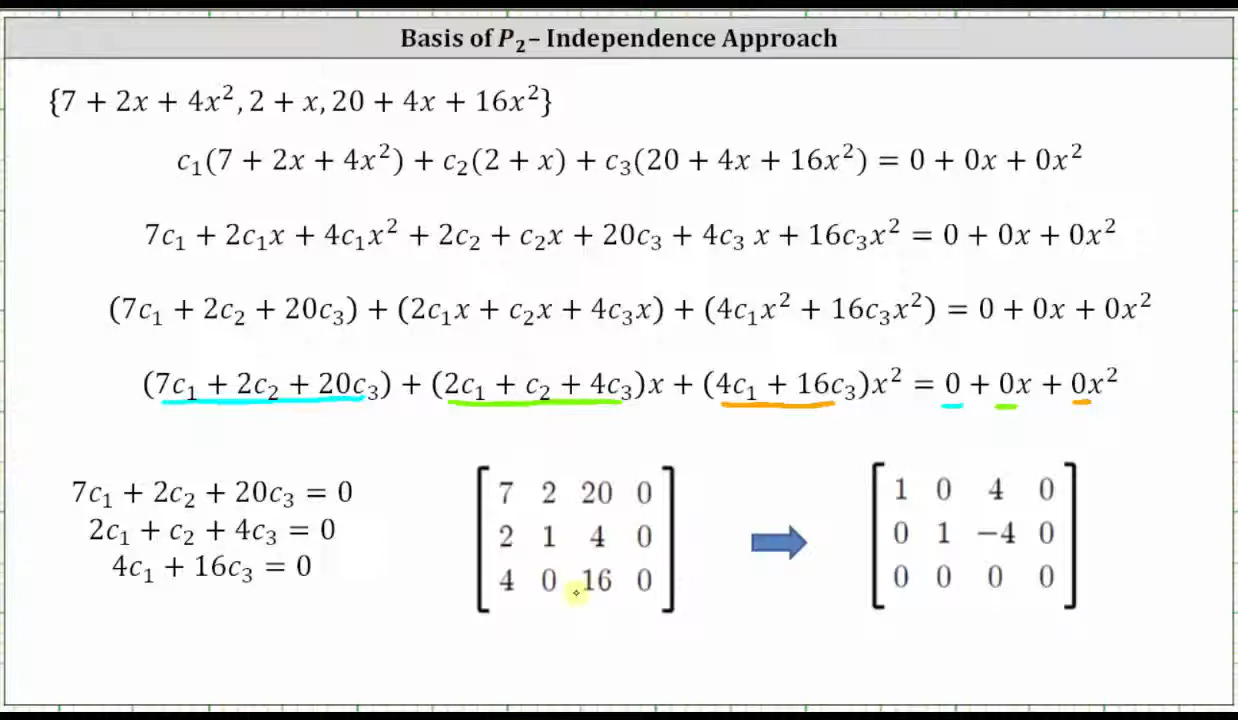 Basis of P₂ – Independence Approach
{7 + 2x + 4x², 2 + x, 20 + 4x + 16x²}
c₁(7 + 2x + 4x²) + c₂(2 + x) + c₃(20 + 4x + 16x²) = 0 + 0x + 0x²
7c₁ + 2c₁x + 4c₁x² + 2c₂ + c₂x + 20c₃ + 4c₃ x + 16c₃x² = 0 + 0x + 0x²
(7c₁ + 2c₂ + 20c₃) + (2c₁x + c₂x + 4c₃x) + (4c₁x² + 16c₃x²) = 0 + 0x + 0x²
(7c₁ + 2c₂ + 20c₃) + (2c₁ + c₂ + 4c₃)x + (4c₁ + 16c₃)x² = 0 + 0x + 0x²
7c₁ + 2c₂ + 20c₃ = 0
2c₁ + c₂ + 4c₃ = 0
4c₁ + 16c₃ = 0
7 2 20 0
2 1 4 0
4 0 16 0
1 0 4 0
0 1 −4 0
0 0 0 0